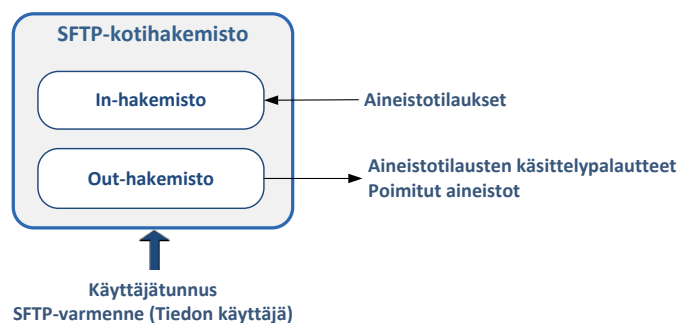 SFTP-kotihakemisto
In-hakemisto
Aineistotilaukset
Out-hakemisto
Aineistotilausten käsittelypalautteet
Poimitut aineistot
Käyttäjätunnus
SFTP-varmenne (Tiedon käyttäjä)